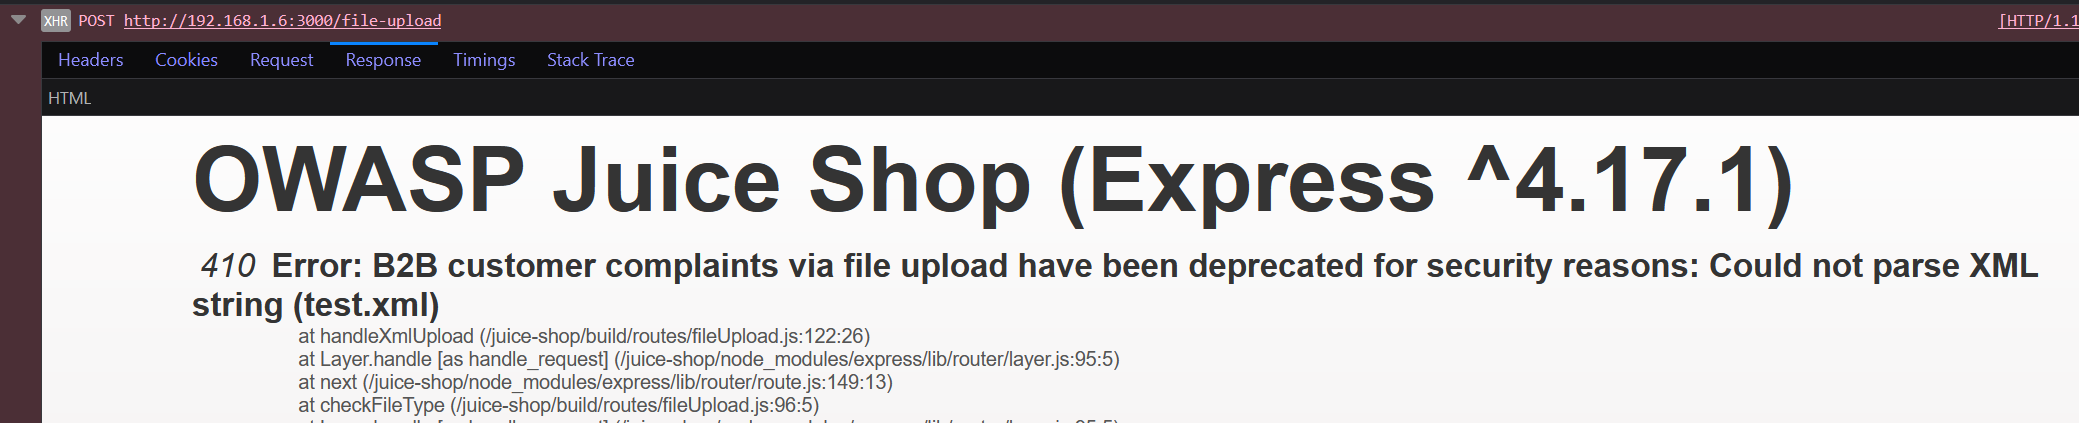 XHR POST http://192.168.1.6:3000/file-upload [HTTP/1.1
Headers Cookies Request Response Timings Stack Trace
HTML
OWASP Juice Shop (Express ^4.17.1)
410 Error: B2B customer complaints via file upload have been deprecated for security reasons: Could not parse XML
string (test.xml)
at handleXmlUpload (/juice-shop/build/routes/fileUpload.js:122:26)
at Layer.handle [as handle_request] (/juice-shop/node_modules/express/lib/router/layer.js:95:5)
at next (/juice-shop/node_modules/express/lib/router/route.js:149:13)
at checkFileType (/juice-shop/build/routes/fileUpload.js:96:5)